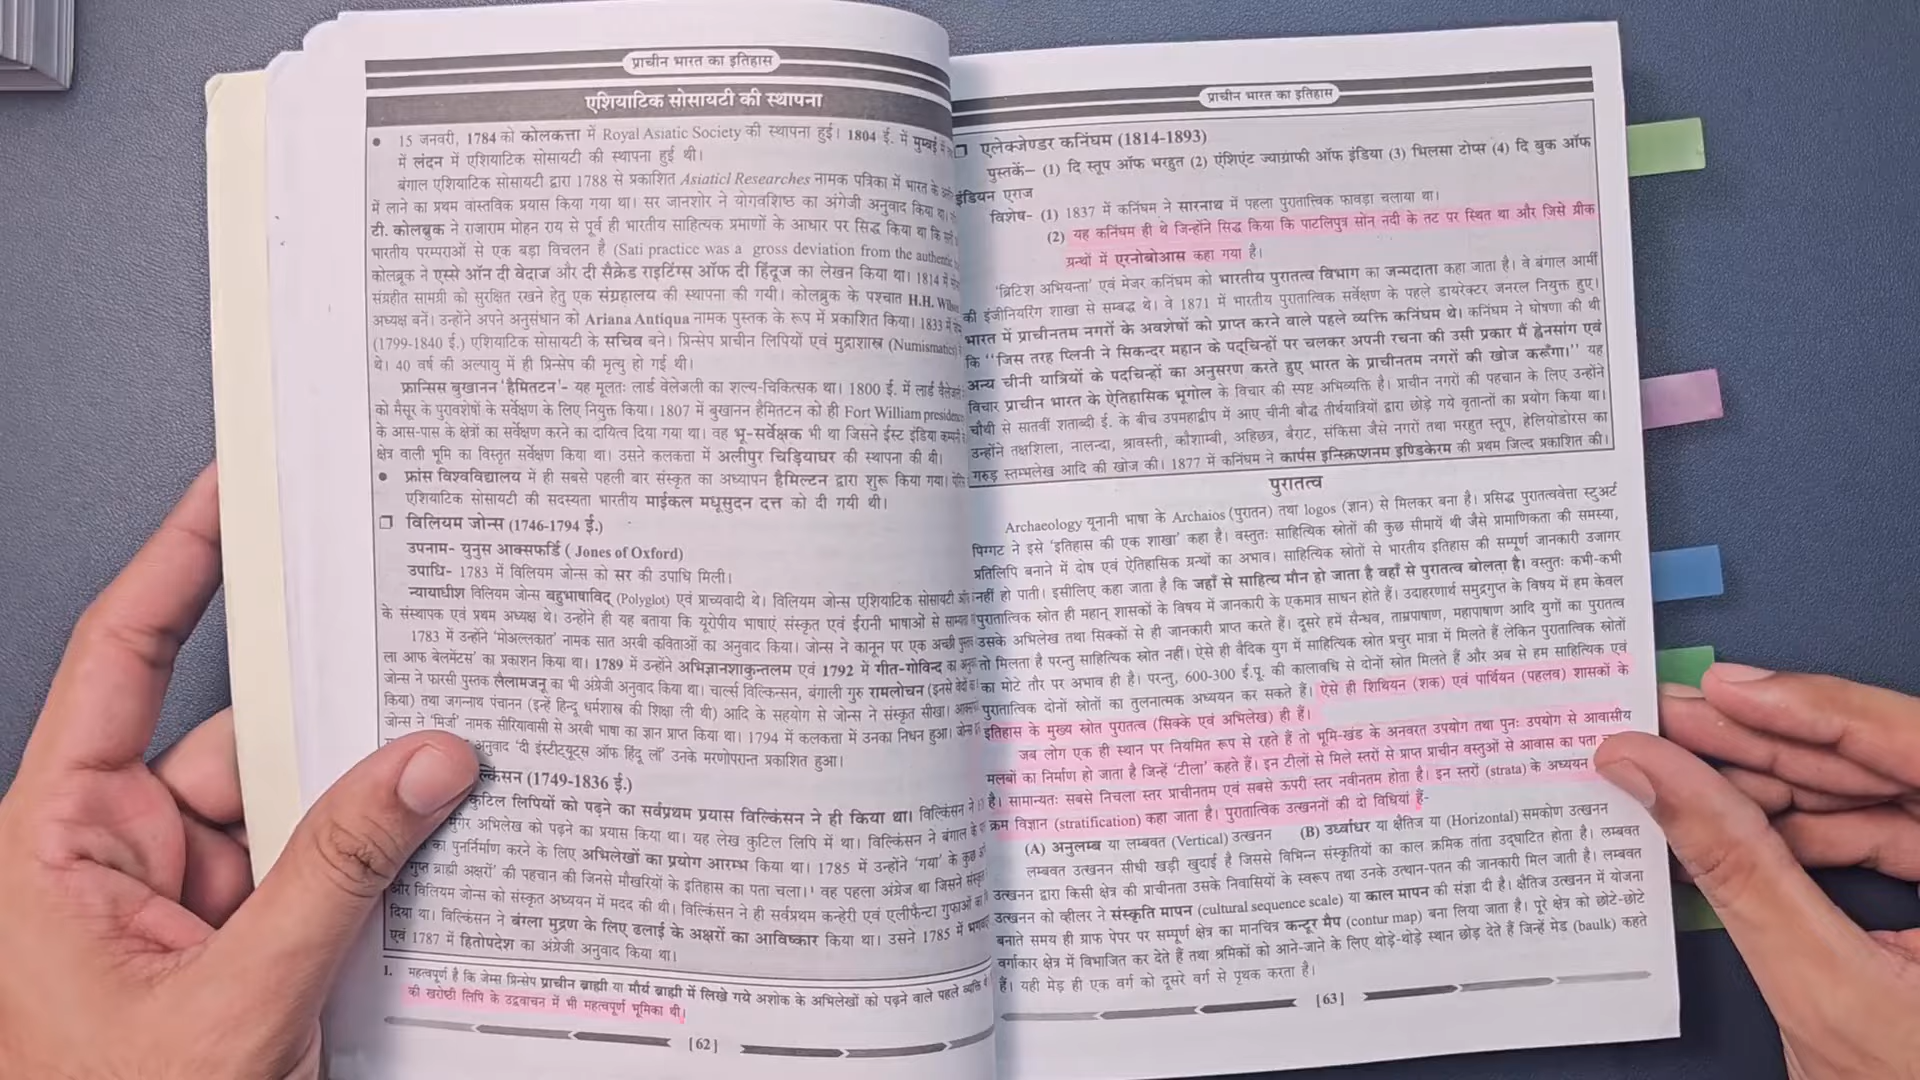 प्राचीन भारत का इतिहास
एशियाटिक सोसायटी की स्थापना
• 15 जनवरी, 1784 को कोलकत्ता में Royal Asiatic Society की स्थापना हुई। 1804 ई. में मुम्बई में
में लंदन में एशियाटिक सोसायटी की स्थापना हुई थी।
बंगाल एशियाटिक सोसायटी द्वारा 1788 से प्रकाशित Asiaticl Researches नामक पत्रिका में भारत के
में लाने का प्रथम वास्तविक प्रयास किया गया था। सर जानशोर ने योगवशिष्ठ का अंगेजी अनुवाद किया था।
टी. कोलब्रुक ने राजाराम मोहन राय से पूर्व ही भारतीय साहित्यिक प्रमाणों के आधार पर सिद्ध किया था कि
भारतीय परम्पराओं से एक बड़ा विचलन है (Sati practice was a gross deviation from the authentic
कोलब्रूक ने एस्से ऑन दी वेदाज और दी सैक्रेड राइटिंग्स ऑफ दी हिंदूज का लेखन किया था। 1814 में
संग्रहीत सामग्री को सुरक्षित रखने हेतु एक संग्रहालय की स्थापना की गयी। कोलब्रुक के पश्चात H.H.
अध्यक्ष बनें। उन्होंने अपने अनुसंधान को Ariana Antiqua नामक पुस्तक के रूप में प्रकाशित किया। 1833 में
(1799-1840 ई.) एशियाटिक सोसायटी के सचिव बने। प्रिन्सेप प्राचीन लिपियों एवं मुद्राशास्त्र (Numismatics)
थे। 40 वर्ष की अल्पायु में ही प्रिन्सेप की मृत्यु हो गई थी।
फ्रान्सिस बुखानन 'हैमिलटन'- यह मूलतः लार्ड वेलेजली का शल्य-चिकित्सक था। 1800 ई. में लार्ड
को मैसूर के पुरावशेषों के सर्वेक्षण के लिए नियुक्त किया। 1807 में बुखानन हैमिलटन को ही Fort William
के आस-पास के क्षेत्रों का सर्वेक्षण करने का दायित्व दिया गया था। वह भू-सर्वेक्षक भी था जिसने ईस्ट इंडिया कम्पनी
क्षेत्र वाली भूमि का विस्तृत सर्वेक्षण किया था। उसने कलकता में अलीपुर चिड़ियाघर की स्थापना की थी।
• फ्रांस विश्वविद्यालय में ही सबसे पहली बार संस्कृत का अध्यापन हैमिल्टन द्वारा शुरू किया गया।
एशियाटिक सोसायटी की सदस्यता भारतीय माईकल मधूसुदन दत्त को दी गयी थी।
❐ विलियम जोन्स (1746-1794 ई.)
उपनाम- युनुस आक्सफर्डि ( Jones of Oxford)
उपाधि- 1783 में विलियम जोन्स को सर की उपाधि मिली।
न्यायाधीश विलियम जोन्स बहुभाषाविद् (Polyglot) एवं प्राच्यवादी थे। विलियम जोन्स एशियाटिक सोसायटी
के संस्थापक एवं प्रथम अध्यक्ष थे। उन्होंने ही यह बताया कि यूरोपीय भाषाएं संस्कृत एवं ईरानी भाषाओं से
1783 में उन्होंने 'मोअल्लकात' नामक सात अरबी कविताओं का अनुवाद किया। जोन्स ने कानून पर एक अच्छी
ला आफ बेलमेंटस' का प्रकाशन किया था। 1789 में उन्होंने अभिज्ञानशाकुन्तलम एवं 1792 में गीत-गोविन्द का
जोन्स ने फारसी पुस्तक लैलामजनू का भी अंग्रेजी अनुवाद किया था। चार्ल्स विल्किन्सन, बंगाली गुरु रामलोचन (इनसे
किया) तथा जगन्नाथ पंचानन (इन्हें हिन्दू धर्मशास्त्र की शिक्षा ली थी) आदि के सहयोग से जोन्स ने संस्कृत सीखा।
जोन्स ने 'मिर्जा' नामक सीरियावासी से अरबी भाषा का ज्ञान प्राप्त किया था। 1794 में कलकत्ता में उनका निधन हुआ।
अनुवाद 'दी इंस्टीट्यूट्स ऑफ हिंदू लॉ' उनके मरणोपरान्त प्रकाशित हुआ।
(1749-1836 ई.)
कुटिल लिपियों को पढ़ने का सर्वप्रथम प्रयास विल्किंसन ने ही किया था। विल्किंसन ने
अभिलेख को पढ़ने का प्रयास किया था। यह लेख कुटिल लिपि में था। विल्किंसन ने बंगाल के
का पुनर्निर्माण करने के लिए अभिलेखों का प्रयोग आरम्भ किया था। 1785 में उन्होंने 'गया' के कुछ
गुप्त ब्राह्मी अक्षरों' की पहचान की जिनसे मौखरियों के इतिहास का पता चला।¹ वह पहला अंग्रेज था जिसने
और विलियम जोंस को संस्कृत अध्ययन में मदद की थी। विल्किंसन ने ही सर्वप्रथम कन्हेरी एवं एलीफैन्टा गुफाओं
दिया था। विल्किंसन ने बंग्ला मुद्रण के लिए ढलाई के अक्षरों का आविष्कार किया था। उसने 1785 में
एवं 1787 में हितोपदेश का अंग्रेजी अनुवाद किया था।
1. महत्वपूर्ण है कि जेम्स प्रिन्सेप प्राचीन ब्राह्मी या मौर्य ब्राह्मी में लिखे गये अशोक के अभिलेखों को पढ़ने वाले पहले व्यक्ति
की खरोष्ठी लिपि के उद्ववाचन में भी महत्वपूर्ण भूमिका थी।
[62]
प्राचीन भारत का इतिहास
❐ एलेक्जेण्डर कनिंघम (1814-1893)
पुस्तकें– (1) दि स्तूप ऑफ भरहुत (2) एंशिएंट ज्याग्राफी ऑफ इंडिया (3) भिलसा टोप्स (4) दि बुक ऑफ
इंडियन एराज
विशेष- (1) 1837 में कनिंघम ने सारनाथ में पहला पुरातात्त्विक फावड़ा चलाया था।
(2) यह कनिंघम ही थे जिन्होंने सिद्ध किया कि पाटलिपुत्र सोन नदी के तट पर स्थित था और जिसे ग्रीक
ग्रन्थों में एरनोबोआस कहा गया है।
'ब्रिटिश अभियन्ता' एवं मेजर कनिंघम को भारतीय पुरातत्व विभाग का जन्मदाता कहा जाता है। वे बंगाल आर्मी
की इंजीनियरिंग शाखा से सम्बद्ध थे। वे 1871 में भारतीय पुरातात्विक सर्वेक्षण के पहले डायरेक्टर जनरल नियुक्त हुए।
भारत में प्राचीनतम नगरों के अवशेषों को प्राप्त करने वाले पहले व्यक्ति कनिंघम थे। कनिंघम ने घोषणा की थी
कि "जिस तरह प्लिनी ने सिकन्दर महान के पद्चिन्हों पर चलकर अपनी रचना की उसी प्रकार मैं ह्वेनसांग एवं
अन्य चीनी यात्रियों के पदचिन्हों का अनुसरण करते हुए भारत के प्राचीनतम नगरों की खोज करूँगा।" यह
विचार प्राचीन भारत के ऐतिहासिक भूगोल के विचार की स्पष्ट अभिव्यक्ति है। प्राचीन नगरों की पहचान के लिए उन्होंने
चौथी से सातवीं शताब्दी ई. के बीच उपमहाद्वीप में आए चीनी बौद्ध तीर्थयात्रियों द्वारा छोड़े गये वृतान्तों का प्रयोग किया था।
उन्होंने तक्षशिला, नालन्दा, श्रावस्ती, कौशाम्बी, अहिछत्र, बैराट, संकिसा जैसे नगरों तथा भरहुत स्तूप, हेलियोडोरस का
गरुड़ स्तम्भलेख आदि की खोज की। 1877 में कनिंघम ने कार्पस इन्स्क्रिप्शनम इण्डिकेरम की प्रथम जिल्द प्रकाशित की।
पुरातत्व
Archaeology यूनानी भाषा के Archaios (पुरातन) तथा logos (ज्ञान) से मिलकर बना है। प्रसिद्ध पुरातत्ववेत्ता स्टुअर्ट
पिग्गट ने इसे 'इतिहास की एक शाखा' कहा है। वस्तुतः साहित्यिक स्रोतों की कुछ सीमायें थी जैसे प्रामाणिकता की समस्या,
प्रतिलिपि बनाने में दोष एवं ऐतिहासिक ग्रन्थों का अभाव। साहित्यिक स्रोतों से भारतीय इतिहास की सम्पूर्ण जानकारी उजागर
नहीं हो पाती। इसीलिए कहा जाता है कि जहाँ से साहित्य मौन हो जाता है वहाँ से पुरातत्व बोलता है। वस्तुतः कभी-कभी
पुरातात्विक स्रोत ही महान् शासकों के विषय में जानकारी के एकमात्र साधन होते हैं। उदाहरणार्थ समुद्रगुप्त के विषय में हम केवल
उसके अभिलेख तथा सिक्कों से ही जानकारी प्राप्त करते हैं। दूसरे हमें सैन्धव, ताम्रपाषाण, महापाषाण आदि युगों का पुरातत्व
तो मिलता है परन्तु साहित्यिक स्रोत नहीं। ऐसे ही वैदिक युग में साहित्यिक स्रोत प्रचुर मात्रा में मिलते हैं लेकिन पुरातात्विक स्रोतों
का मोटे तौर पर अभाव ही है। परन्तु, 600-300 ई.पू. की कालावधि से दोनों स्रोत मिलते हैं और अब से हम साहित्यिक एवं
पुरातात्विक दोनों स्रोतों का तुलनात्मक अध्ययन कर सकते हैं। ऐसे ही शिथियन (शक) एवं पार्थियन (पहलव) शासकों के
इतिहास के मुख्य स्रोत पुरातत्व (सिक्के एवं अभिलेख) ही हैं।
जब लोग एक ही स्थान पर नियमित रूप से रहते हैं तो भूमि-खंड के अनवरत उपयोग तथा पुनः उपयोग से आवासीय
मलबों का निर्माण हो जाता है जिन्हें 'टीला' कहते हैं। इन टीलों से मिले स्तरों से प्राप्त प्राचीन वस्तुओं से आवास का पता
है। सामान्यतः सबसे निचला स्तर प्राचीनतम एवं सबसे ऊपरी स्तर नवीनतम होता है। इन स्तरों (strata) के अध्ययन
क्रम विज्ञान (stratification) कहा जाता है। पुरातात्विक उत्खननों की दो विधियां हैं-
(A) अनुलम्ब या लम्बवत (Vertical) उत्खनन (B) उर्ध्वाधर या क्षैतिज या (Horizontal) समकोण उत्खनन
लम्बवत उत्खनन सीधी खड़ी खुदाई है जिससे विभिन्न संस्कृतियों का काल क्रमिक तांता उद्घाटित होता है। लम्बवत
उत्खनन द्वारा किसी क्षेत्र की प्राचीनता उसके निवासियों के स्वरूप तथा उनके उत्थान-पतन की जानकारी मिल जाती है। लम्बवत
उत्खनन को व्हीलर ने संस्कृति मापन (cultural sequence scale) या काल मापन की संज्ञा दी है। क्षैतिज उत्खनन में योजना
बनाते समय ही ग्राफ पेपर पर सम्पूर्ण क्षेत्र का मानचित्र कन्टूर मैप (contur map) बना लिया जाता है। पूरे क्षेत्र को छोटे-छोटे
वर्गाकार क्षेत्र में विभाजित कर देते हैं तथा श्रमिकों को आने-जाने के लिए थोड़े-थोड़े स्थान छोड़ देते हैं जिन्हें मेड (baulk) कहते
हैं। यही मेड़ ही एक वर्ग को दूसरे वर्ग से पृथक करता है।
[63]